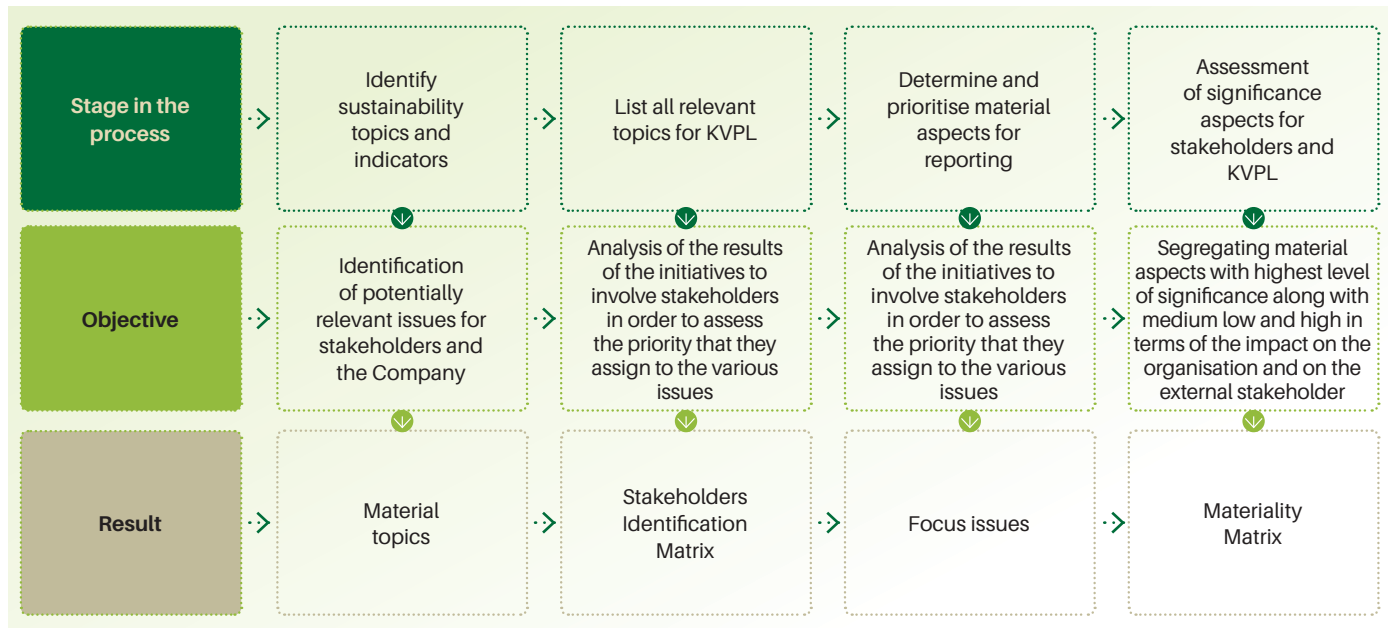 Stage in the
process
Identify
sustainability
topics and
indicators
List all relevant
topics for KVPL
Determine and
prioritise material
aspects for
reporting
Assessment
of significance
aspects for
stakeholders and
KVPL
Objective
Identification
of potentially
relevant issues for
stakeholders and
the Company
Analysis of the results
of the initiatives to
involve stakeholders
in order to assess
the priority that they
assign to the various
issues
Analysis of the results
of the initiatives to
involve stakeholders
in order to assess
the priority that they
assign to the various
issues
Segregating material
aspects with highest level
of significance along with
medium low and high in
terms of the impact on the
organisation and on the
external stakeholder
Result
Material
topics
Stakeholders
Identification
Matrix
Focus issues
Materiality
Matrix